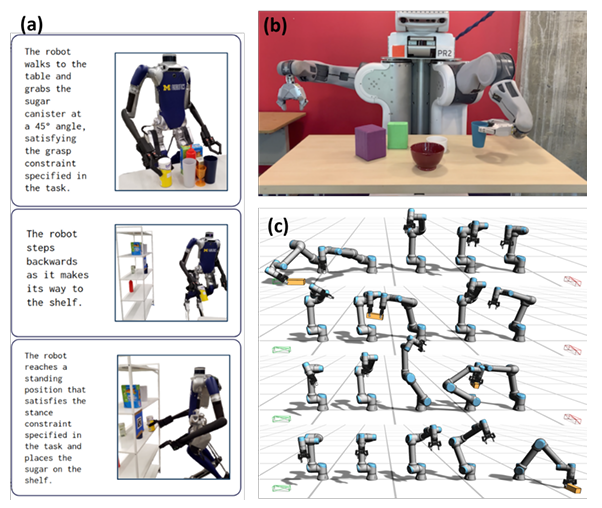 (a)
The robot
walks to the
table and
grabs the
sugar
canister at
a 45° angle,
satisfying
the grasp
constraint
specified in
the task.
M ROBOTICS
The robot
steps
backwards
as it makes
its way to
the shelf.
The robot
reaches a
standing
position that
satisfies the
stance
constraint
specified in
the task and
places the
sugar on the
shelf.
(b)
PR2
(c)